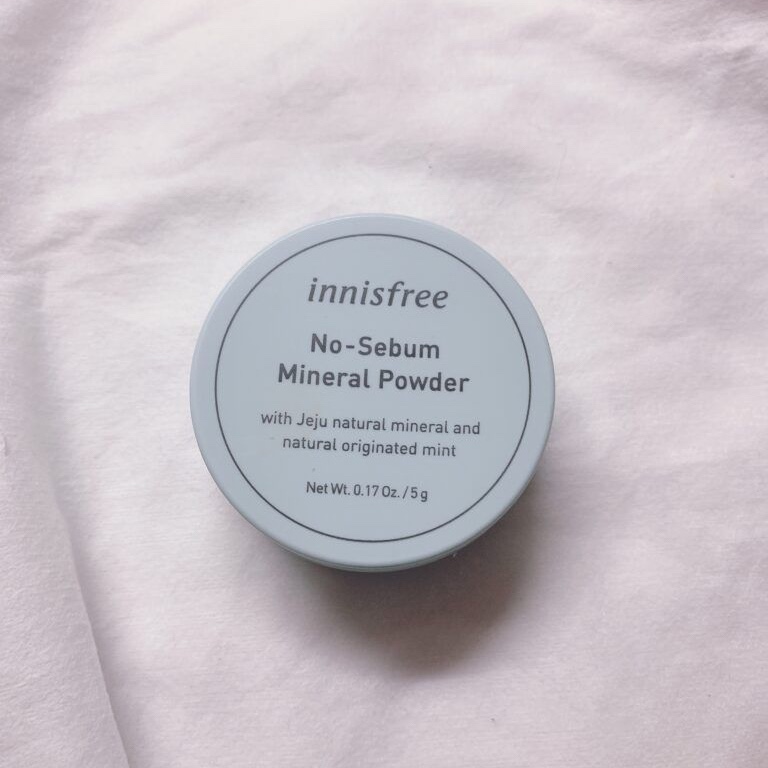 innisfree
No-Sebum
Mineral Powder
with Jeju natural mineral and
natural originated mint
Net Wt. 0.17 Oz. / 5 g